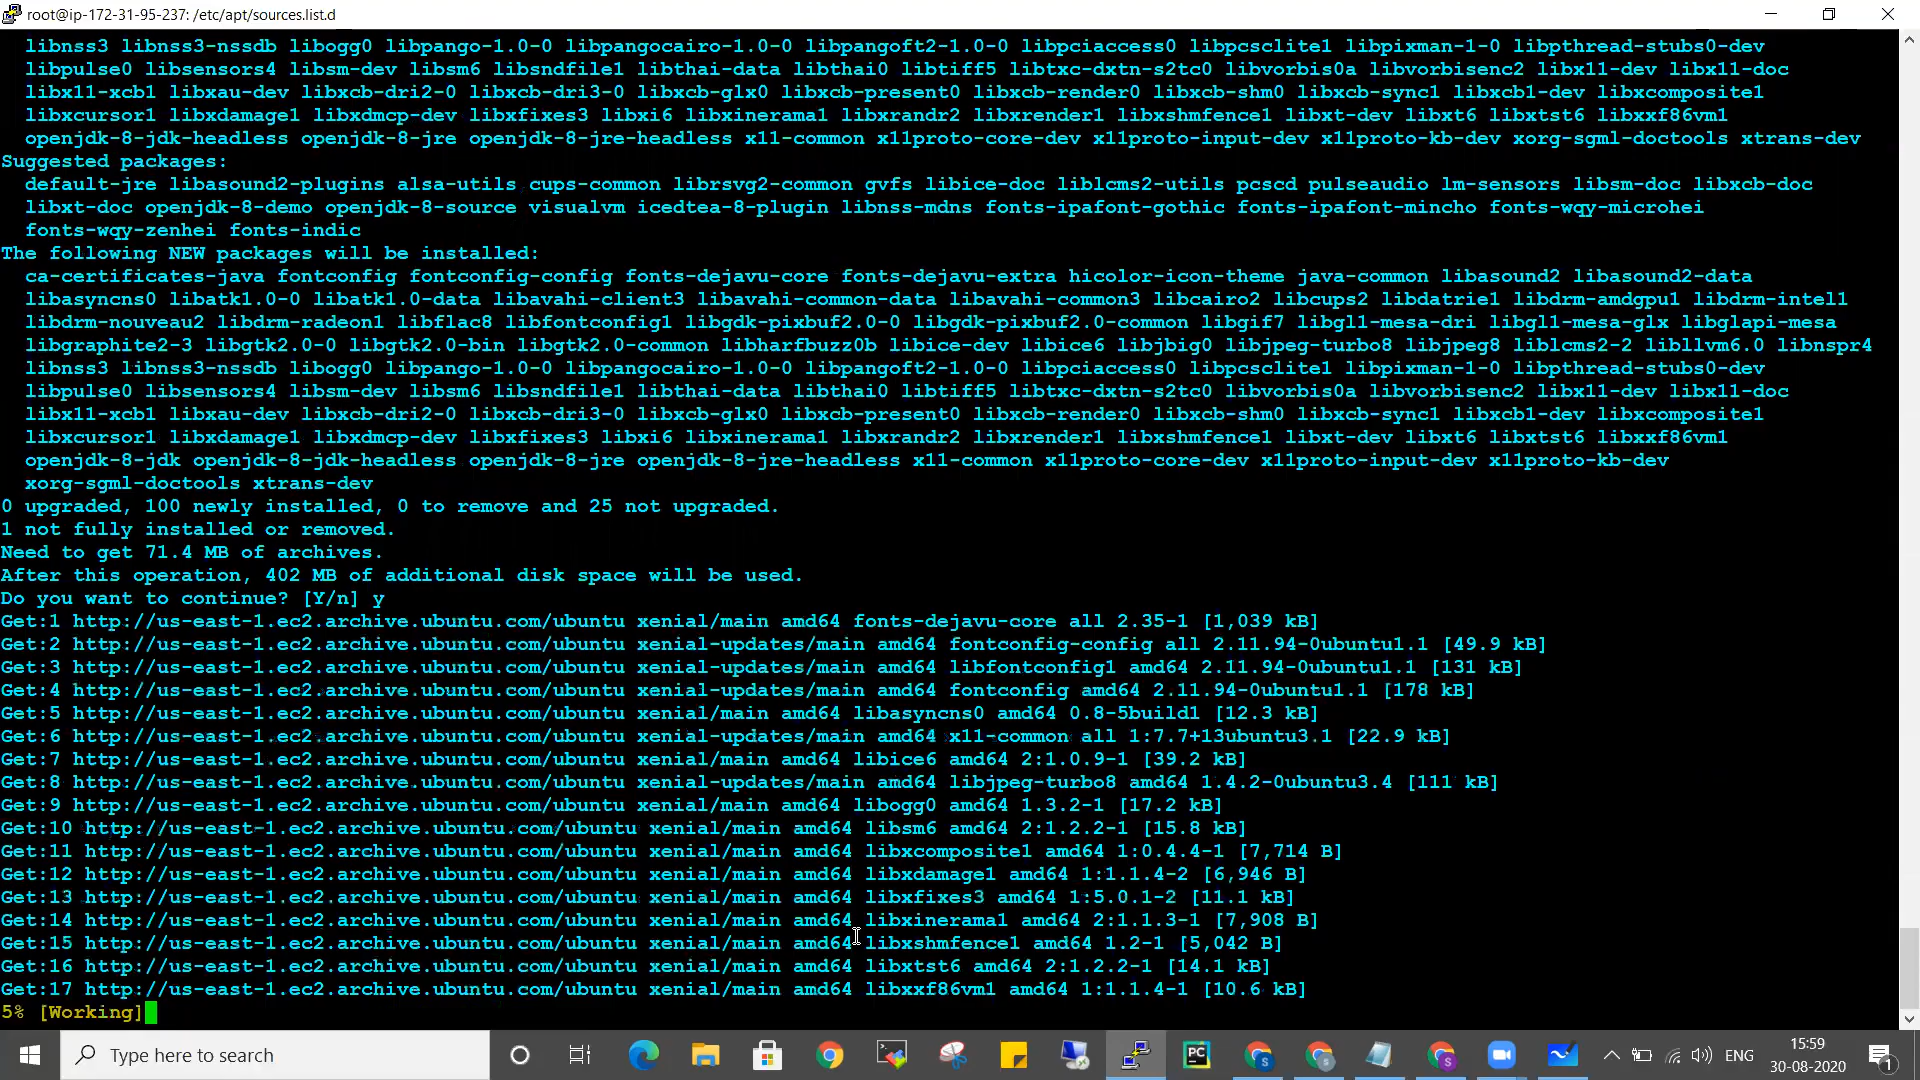 root@ip-172-31-95-237: /etc/apt/sources.list.d
libnss3 libnss3-nssdb libogg0 libpango-1.0-0 libpangocairo-1.0-0 libpangoft2-1.0-0 libpciaccess0 libpcsclite1 libpixman-1-0 libpthread-stubs0-dev
libpulse0 libsensors4 libsm-dev libsm6 libsndfile1 libthai-data libthai0 libtiff5 libtxc-dxtn-s2tc0 libvorbis0a libvorbisenc2 libx11-dev libx11-doc
libx11-xcb1 libxau-dev libxcb-dri2-0 libxcb-dri3-0 libxcb-glx0 libxcb-present0 libxcb-render0 libxcb-shm0 libxcb-sync1 libxcb1-dev libxcomposite1
libxcursor1 libxdamage1 libxdmcp-dev libxfixes3 libxi6 libxinerama1 libxrandr2 libxrender1 libxshmfence1 libxt-dev libxt6 libxtst6 libxxf86vm1
openjdk-8-jdk-headless openjdk-8-jre openjdk-8-jre-headless x11-common x11proto-core-dev x11proto-input-dev x11proto-kb-dev xorg-sgml-doctools xtrans-dev
Suggested packages:
default-jre libasound2-plugins alsa-utils cups-common librsvg2-common gvfs libice-doc liblcms2-utils pcscd pulseaudio lm-sensors libsm-doc libxcb-doc
libxt-doc openjdk-8-demo openjdk-8-source visualvm icedtea-8-plugin libnss-mdns fonts-ipafont-gothic fonts-ipafont-mincho fonts-wqy-microhei
fonts-wqy-zenhei fonts-indic
The following NEW packages will be installed:
ca-certificates-java fontconfig fontconfig-config fonts-dejavu-core fonts-dejavu-extra hicolor-icon-theme java-common libasound2 libasound2-data
libasyncns0 libatk1.0-0 libatk1.0-data libavahi-client3 libavahi-common-data libavahi-common3 libcairo2 libcups2 libdatrie1 libdrm-amdgpu1 libdrm-intel1
libdrm-nouveau2 libdrm-radeon1 libflac8 libfontconfig1 libgdk-pixbuf2.0-0 libgdk-pixbuf2.0-common libgif7 libgl1-mesa-dri libgl1-mesa-glx libglapi-mesa
libgraphite2-3 libgtk2.0-0 libgtk2.0-bin libgtk2.0-common libharfbuzz0b libice-dev libice6 libjbig0 libjpeg-turbo8 libjpeg8 liblcms2-2 libllvm6.0 libnspr4
libnss3 libnss3-nssdb libogg0 libpango-1.0-0 libpangocairo-1.0-0 libpangoft2-1.0-0 libpciaccess0 libpcsclite1 libpixman-1-0 libpthread-stubs0-dev
libpulse0 libsensors4 libsm-dev libsm6 libsndfile1 libthai-data libthai0 libtiff5 libtxc-dxtn-s2tc0 libvorbis0a libvorbisenc2 libx11-dev libx11-doc
libx11-xcb1 libxau-dev libxcb-dri2-0 libxcb-dri3-0 libxcb-glx0 libxcb-present0 libxcb-render0 libxcb-shm0 libxcb-sync1 libxcb1-dev libxcomposite1
libxcursor1 libxdamage1 libxdmcp-dev libxfixes3 libxi6 libxinerama1 libxrandr2 libxrender1 libxshmfence1 libxt-dev libxt6 libxtst6 libxxf86vm1
openjdk-8-jdk openjdk-8-jdk-headless openjdk-8-jre openjdk-8-jre-headless x11-common x11proto-core-dev x11proto-input-dev x11proto-kb-dev
xorg-sgml-doctools xtrans-dev
0 upgraded, 100 newly installed, 0 to remove and 25 not upgraded.
1 not fully installed or removed.
Need to get 71.4 MB of archives.
After this operation, 402 MB of additional disk space will be used.
Do you want to continue? [Y/n] y
Get:1 http://us-east-1.ec2.archive.ubuntu.com/ubuntu xenial/main amd64 fonts-dejavu-core all 2.35-1 [1,039 kB]
Get:2 http://us-east-1.ec2.archive.ubuntu.com/ubuntu xenial-updates/main amd64 fontconfig-config all 2.11.94-0ubuntu1.1 [49.9 kB]
Get:3 http://us-east-1.ec2.archive.ubuntu.com/ubuntu xenial-updates/main amd64 libfontconfig1 amd64 2.11.94-0ubuntu1.1 [131 kB]
Get:4 http://us-east-1.ec2.archive.ubuntu.com/ubuntu xenial-updates/main amd64 fontconfig amd64 2.11.94-0ubuntu1.1 [178 kB]
Get:5 http://us-east-1.ec2.archive.ubuntu.com/ubuntu xenial/main amd64 libasyncns0 amd64 0.8-5build1 [12.3 kB]
Get:6 http://us-east-1.ec2.archive.ubuntu.com/ubuntu xenial-updates/main amd64 x11-common all 1:7.7+13ubuntu3.1 [22.9 kB]
Get:7 http://us-east-1.ec2.archive.ubuntu.com/ubuntu xenial/main amd64 libice6 amd64 2:1.0.9-1 [39.2 kB]
Get:8 http://us-east-1.ec2.archive.ubuntu.com/ubuntu xenial-updates/main amd64 libjpeg-turbo8 amd64 1.4.2-0ubuntu3.4 [111 kB]
Get:9 http://us-east-1.ec2.archive.ubuntu.com/ubuntu xenial/main amd64 libogg0 amd64 1.3.2-1 [17.2 kB]
Get:10 http://us-east-1.ec2.archive.ubuntu.com/ubuntu xenial/main amd64 libsm6 amd64 2:1.2.2-1 [15.8 kB]
Get:11 http://us-east-1.ec2.archive.ubuntu.com/ubuntu xenial/main amd64 libxcomposite1 amd64 1:0.4.4-1 [7,714 B]
Get:12 http://us-east-1.ec2.archive.ubuntu.com/ubuntu xenial/main amd64 libxdamage1 amd64 1:1.1.4-2 [6,946 B]
Get:13 http://us-east-1.ec2.archive.ubuntu.com/ubuntu xenial/main amd64 libxfixes3 amd64 1:5.0.1-2 [11.1 kB]
Get:14 http://us-east-1.ec2.archive.ubuntu.com/ubuntu xenial/main amd64 libxinerama1 amd64 2:1.1.3-1 [7,908 B]
Get:15 http://us-east-1.ec2.archive.ubuntu.com/ubuntu xenial/main amd64 libxshmfence1 amd64 1.2-1 [5,042 B]
Get:16 http://us-east-1.ec2.archive.ubuntu.com/ubuntu xenial/main amd64 libxtst6 amd64 2:1.2.2-1 [14.1 kB]
Get:17 http://us-east-1.ec2.archive.ubuntu.com/ubuntu xenial/main amd64 libxxf86vm1 amd64 1:1.1.4-1 [10.6 kB]
5% [Working]
Type here to search
PC
S
S
S
ENG
15:59
30-08-2020
1